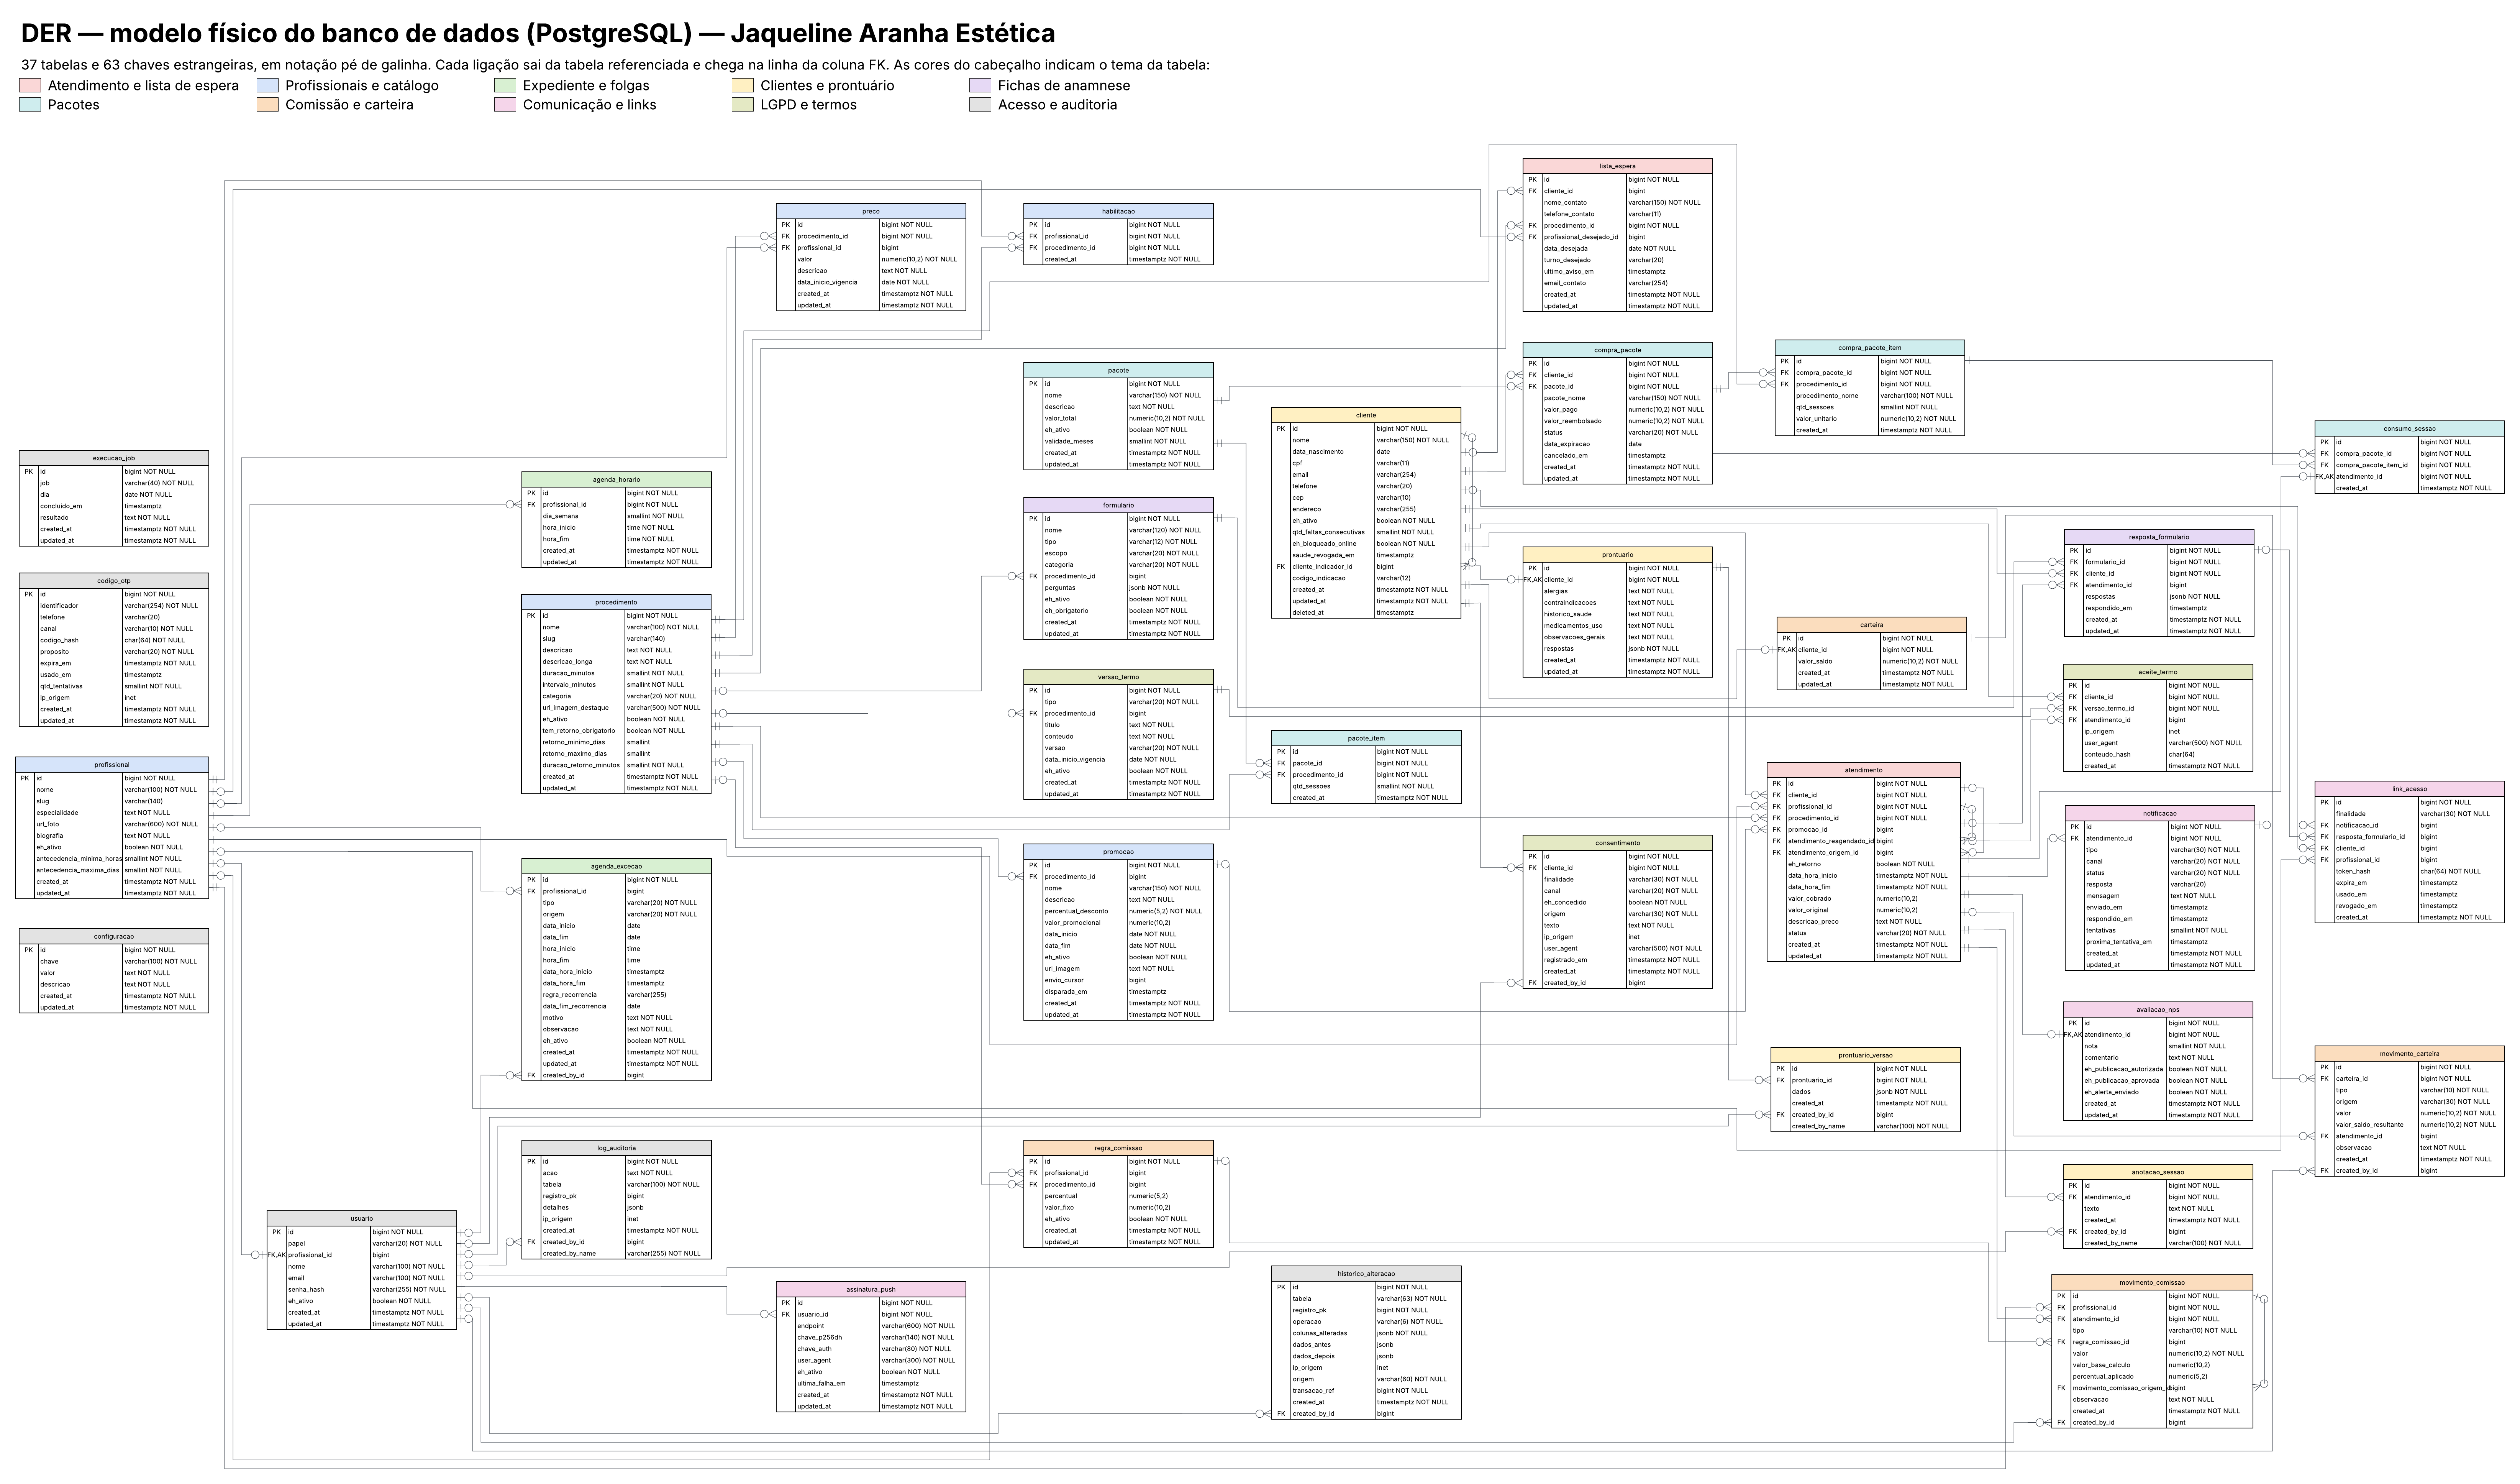 DER — modelo físico do banco de dados (PostgreSQL) — Jaqueline Aranha Estética
37 tabelas e 63 chaves estrangeiras, em notação pé de galinha. Cada ligação sai da tabela referenciada e chega na linha da coluna FK. As cores do cabeçalho indicam o tema da tabela:
Atendimento e lista de espera
Profissionais e catálogo
Expediente e folgas
Clientes e prontuário
Fichas de anamnese
Pacotes
Comissão e carteira
Comunicação e links
LGPD e termos
Acesso e auditoria
execucao_job
PK id bigint NOT NULL
job varchar(40) NOT NULL
dia date NOT NULL
concluido_em timestamptz
resultado text NOT NULL
created_at timestamptz NOT NULL
updated_at timestamptz NOT NULL
codigo_otp
PK id bigint NOT NULL
identificador varchar(254) NOT NULL
telefone varchar(20)
canal varchar(10) NOT NULL
codigo_hash char(64) NOT NULL
proposito varchar(20) NOT NULL
expira_em timestamptz NOT NULL
usado_em timestamptz
qtd_tentativas smallint NOT NULL
ip_origem inet
created_at timestamptz NOT NULL
updated_at timestamptz NOT NULL
profissional
PK id bigint NOT NULL
nome varchar(100) NOT NULL
slug varchar(140)
especialidade text NOT NULL
url_foto varchar(600) NOT NULL
biografia text NOT NULL
eh_ativo boolean NOT NULL
antecedencia_minima_horas smallint NOT NULL
antecedencia_maxima_dias smallint NOT NULL
created_at timestamptz NOT NULL
updated_at timestamptz NOT NULL
configuracao
PK id bigint NOT NULL
chave varchar(100) NOT NULL
valor text NOT NULL
descricao text NOT NULL
created_at timestamptz NOT NULL
updated_at timestamptz NOT NULL
usuario
PK id bigint NOT NULL
papel varchar(20) NOT NULL
FK,AK profissional_id bigint
nome varchar(100) NOT NULL
email varchar(100) NOT NULL
senha_hash varchar(255) NOT NULL
eh_ativo boolean NOT NULL
created_at timestamptz NOT NULL
updated_at timestamptz NOT NULL
agenda_horario
PK id bigint NOT NULL
FK profissional_id bigint NOT NULL
dia_semana smallint NOT NULL
hora_inicio time NOT NULL
hora_fim time NOT NULL
created_at timestamptz NOT NULL
updated_at timestamptz NOT NULL
procedimento
PK id bigint NOT NULL
nome varchar(100) NOT NULL
slug varchar(140)
descricao text NOT NULL
descricao_longa text NOT NULL
duracao_minutos smallint NOT NULL
intervalo_minutos smallint NOT NULL
categoria varchar(20) NOT NULL
url_imagem_destaque varchar(500) NOT NULL
eh_ativo boolean NOT NULL
tem_retorno_obrigatorio boolean NOT NULL
retorno_minimo_dias smallint
retorno_maximo_dias smallint
duracao_retorno_minutos smallint NOT NULL
created_at timestamptz NOT NULL
updated_at timestamptz NOT NULL
agenda_excecao
PK id bigint NOT NULL
FK profissional_id bigint
tipo varchar(20) NOT NULL
origem varchar(20) NOT NULL
data_inicio date
data_fim date
hora_inicio time
hora_fim time
data_hora_inicio timestamptz
data_hora_fim timestamptz
regra_recorrencia varchar(255)
data_fim_recorrencia date
motivo text NOT NULL
observacao text NOT NULL
eh_ativo boolean NOT NULL
created_at timestamptz NOT NULL
updated_at timestamptz NOT NULL
FK created_by_id bigint
log_auditoria
PK id bigint NOT NULL
acao text NOT NULL
tabela varchar(100) NOT NULL
registro_pk bigint
detalhes jsonb
ip_origem inet
created_at timestamptz NOT NULL
FK created_by_id bigint
created_by_name varchar(255) NOT NULL
preco
PK id bigint NOT NULL
FK procedimento_id bigint NOT NULL
FK profissional_id bigint
valor numeric(10,2) NOT NULL
descricao text NOT NULL
data_inicio_vigencia date NOT NULL
created_at timestamptz NOT NULL
updated_at timestamptz NOT NULL
assinatura_push
PK id bigint NOT NULL
FK usuario_id bigint NOT NULL
endpoint varchar(600) NOT NULL
chave_p256dh varchar(140) NOT NULL
chave_auth varchar(80) NOT NULL
user_agent varchar(300) NOT NULL
eh_ativo boolean NOT NULL
ultima_falha_em timestamptz
created_at timestamptz NOT NULL
updated_at timestamptz NOT NULL
habilitacao
PK id bigint NOT NULL
FK profissional_id bigint NOT NULL
FK procedimento_id bigint NOT NULL
created_at timestamptz NOT NULL
pacote
PK id bigint NOT NULL
nome varchar(150) NOT NULL
descricao text NOT NULL
valor_total numeric(10,2) NOT NULL
eh_ativo boolean NOT NULL
validade_meses smallint NOT NULL
created_at timestamptz NOT NULL
updated_at timestamptz NOT NULL
formulario
PK id bigint NOT NULL
nome varchar(120) NOT NULL
tipo varchar(12) NOT NULL
escopo varchar(20) NOT NULL
categoria varchar(20) NOT NULL
FK procedimento_id bigint
perguntas jsonb NOT NULL
eh_ativo boolean NOT NULL
eh_obrigatorio boolean NOT NULL
created_at timestamptz NOT NULL
updated_at timestamptz NOT NULL
versao_termo
PK id bigint NOT NULL
tipo varchar(20) NOT NULL
FK procedimento_id bigint
titulo text NOT NULL
conteudo text NOT NULL
versao varchar(20) NOT NULL
data_inicio_vigencia date NOT NULL
eh_ativo boolean NOT NULL
created_at timestamptz NOT NULL
updated_at timestamptz NOT NULL
promocao
PK id bigint NOT NULL
FK procedimento_id bigint
nome varchar(150) NOT NULL
descricao text NOT NULL
percentual_desconto numeric(5,2) NOT NULL
valor_promocional numeric(10,2)
data_inicio date NOT NULL
data_fim date NOT NULL
eh_ativo boolean NOT NULL
url_imagem text NOT NULL
envio_cursor bigint
disparada_em timestamptz
created_at timestamptz NOT NULL
updated_at timestamptz NOT NULL
regra_comissao
PK id bigint NOT NULL
FK profissional_id bigint
FK procedimento_id bigint
percentual numeric(5,2)
valor_fixo numeric(10,2)
eh_ativo boolean NOT NULL
created_at timestamptz NOT NULL
updated_at timestamptz NOT NULL
cliente
PK id bigint NOT NULL
nome varchar(150) NOT NULL
data_nascimento date
cpf varchar(11)
email varchar(254)
telefone varchar(20)
cep varchar(10)
endereco varchar(255)
eh_ativo boolean NOT NULL
qtd_faltas_consecutivas smallint NOT NULL
eh_bloqueado_online boolean NOT NULL
saude_revogada_em timestamptz
FK cliente_indicador_id bigint
codigo_indicacao varchar(12)
created_at timestamptz NOT NULL
updated_at timestamptz NOT NULL
deleted_at timestamptz
pacote_item
PK id bigint NOT NULL
FK pacote_id bigint NOT NULL
FK procedimento_id bigint NOT NULL
qtd_sessoes smallint NOT NULL
created_at timestamptz NOT NULL
historico_alteracao
PK id bigint NOT NULL
tabela varchar(63) NOT NULL
registro_pk bigint NOT NULL
operacao varchar(6) NOT NULL
colunas_alteradas jsonb NOT NULL
dados_antes jsonb
dados_depois jsonb
ip_origem inet
origem varchar(60) NOT NULL
transacao_ref bigint NOT NULL
created_at timestamptz NOT NULL
FK created_by_id bigint
lista_espera
PK id bigint NOT NULL
FK cliente_id bigint
nome_contato varchar(150) NOT NULL
telefone_contato varchar(11)
FK procedimento_id bigint NOT NULL
FK profissional_desejado_id bigint
data_desejada date NOT NULL
turno_desejado varchar(20)
ultimo_aviso_em timestamptz
email_contato varchar(254)
created_at timestamptz NOT NULL
updated_at timestamptz NOT NULL
compra_pacote
PK id bigint NOT NULL
FK cliente_id bigint NOT NULL
FK pacote_id bigint NOT NULL
pacote_nome varchar(150) NOT NULL
valor_pago numeric(10,2) NOT NULL
valor_reembolsado numeric(10,2) NOT NULL
status varchar(20) NOT NULL
data_expiracao date
cancelado_em timestamptz
created_at timestamptz NOT NULL
updated_at timestamptz NOT NULL
prontuario
PK id bigint NOT NULL
FK,AK cliente_id bigint NOT NULL
alergias text NOT NULL
contraindicacoes text NOT NULL
historico_saude text NOT NULL
medicamentos_uso text NOT NULL
observacoes_gerais text NOT NULL
respostas jsonb NOT NULL
created_at timestamptz NOT NULL
updated_at timestamptz NOT NULL
consentimento
PK id bigint NOT NULL
FK cliente_id bigint NOT NULL
finalidade varchar(30) NOT NULL
canal varchar(20) NOT NULL
eh_concedido boolean NOT NULL
origem varchar(30) NOT NULL
texto text NOT NULL
ip_origem inet
user_agent varchar(500) NOT NULL
registrado_em timestamptz NOT NULL
created_at timestamptz NOT NULL
FK created_by_id bigint
compra_pacote_item
PK id bigint NOT NULL
FK compra_pacote_id bigint NOT NULL
FK procedimento_id bigint NOT NULL
procedimento_nome varchar(100) NOT NULL
qtd_sessoes smallint NOT NULL
valor_unitario numeric(10,2) NOT NULL
created_at timestamptz NOT NULL
carteira
PK id bigint NOT NULL
FK,AK cliente_id bigint NOT NULL
valor_saldo numeric(10,2) NOT NULL
created_at timestamptz NOT NULL
updated_at timestamptz NOT NULL
atendimento
PK id bigint NOT NULL
FK cliente_id bigint NOT NULL
FK profissional_id bigint NOT NULL
FK procedimento_id bigint NOT NULL
FK promocao_id bigint
FK atendimento_reagendado_id bigint
FK atendimento_origem_id bigint
eh_retorno boolean NOT NULL
data_hora_inicio timestamptz NOT NULL
data_hora_fim timestamptz NOT NULL
valor_cobrado numeric(10,2)
valor_original numeric(10,2)
descricao_preco text NOT NULL
status varchar(20) NOT NULL
created_at timestamptz NOT NULL
updated_at timestamptz NOT NULL
prontuario_versao
PK id bigint NOT NULL
FK prontuario_id bigint NOT NULL
dados jsonb NOT NULL
created_at timestamptz NOT NULL
FK created_by_id bigint
created_by_name varchar(100) NOT NULL
resposta_formulario
PK id bigint NOT NULL
FK formulario_id bigint NOT NULL
FK cliente_id bigint NOT NULL
FK atendimento_id bigint
respostas jsonb NOT NULL
respondido_em timestamptz
created_at timestamptz NOT NULL
updated_at timestamptz NOT NULL
aceite_termo
PK id bigint NOT NULL
FK cliente_id bigint NOT NULL
FK versao_termo_id bigint NOT NULL
FK atendimento_id bigint
ip_origem inet
user_agent varchar(500) NOT NULL
conteudo_hash char(64)
created_at timestamptz NOT NULL
notificacao
PK id bigint NOT NULL
FK atendimento_id bigint NOT NULL
tipo varchar(30) NOT NULL
canal varchar(20) NOT NULL
status varchar(20) NOT NULL
resposta varchar(20)
mensagem text NOT NULL
enviado_em timestamptz
respondido_em timestamptz
tentativas smallint NOT NULL
proxima_tentativa_em timestamptz
created_at timestamptz NOT NULL
updated_at timestamptz NOT NULL
avaliacao_nps
PK id bigint NOT NULL
FK,AK atendimento_id bigint NOT NULL
nota smallint NOT NULL
comentario text NOT NULL
eh_publicacao_autorizada boolean NOT NULL
eh_publicacao_aprovada boolean NOT NULL
eh_alerta_enviado boolean NOT NULL
created_at timestamptz NOT NULL
updated_at timestamptz NOT NULL
anotacao_sessao
PK id bigint NOT NULL
FK atendimento_id bigint NOT NULL
texto text NOT NULL
created_at timestamptz NOT NULL
FK created_by_id bigint
created_by_name varchar(100) NOT NULL
movimento_comissao
PK id bigint NOT NULL
FK profissional_id bigint NOT NULL
FK atendimento_id bigint NOT NULL
tipo varchar(10) NOT NULL
FK regra_comissao_id bigint
valor numeric(10,2) NOT NULL
valor_base_calculo numeric(10,2)
percentual_aplicado numeric(5,2)
FK movimento_comissao_origem_id bigint
observacao text NOT NULL
created_at timestamptz NOT NULL
FK created_by_id bigint
consumo_sessao
PK id bigint NOT NULL
FK compra_pacote_id bigint NOT NULL
FK compra_pacote_item_id bigint NOT NULL
FK,AK atendimento_id bigint NOT NULL
created_at timestamptz NOT NULL
link_acesso
PK id bigint NOT NULL
finalidade varchar(30) NOT NULL
FK notificacao_id bigint
FK resposta_formulario_id bigint
FK cliente_id bigint
FK profissional_id bigint
token_hash char(64) NOT NULL
expira_em timestamptz
usado_em timestamptz
revogado_em timestamptz
created_at timestamptz NOT NULL
movimento_carteira
PK id bigint NOT NULL
FK carteira_id bigint NOT NULL
tipo varchar(10) NOT NULL
origem varchar(30) NOT NULL
valor numeric(10,2) NOT NULL
valor_saldo_resultante numeric(10,2) NOT NULL
FK atendimento_id bigint
observacao text NOT NULL
created_at timestamptz NOT NULL
FK created_by_id bigint